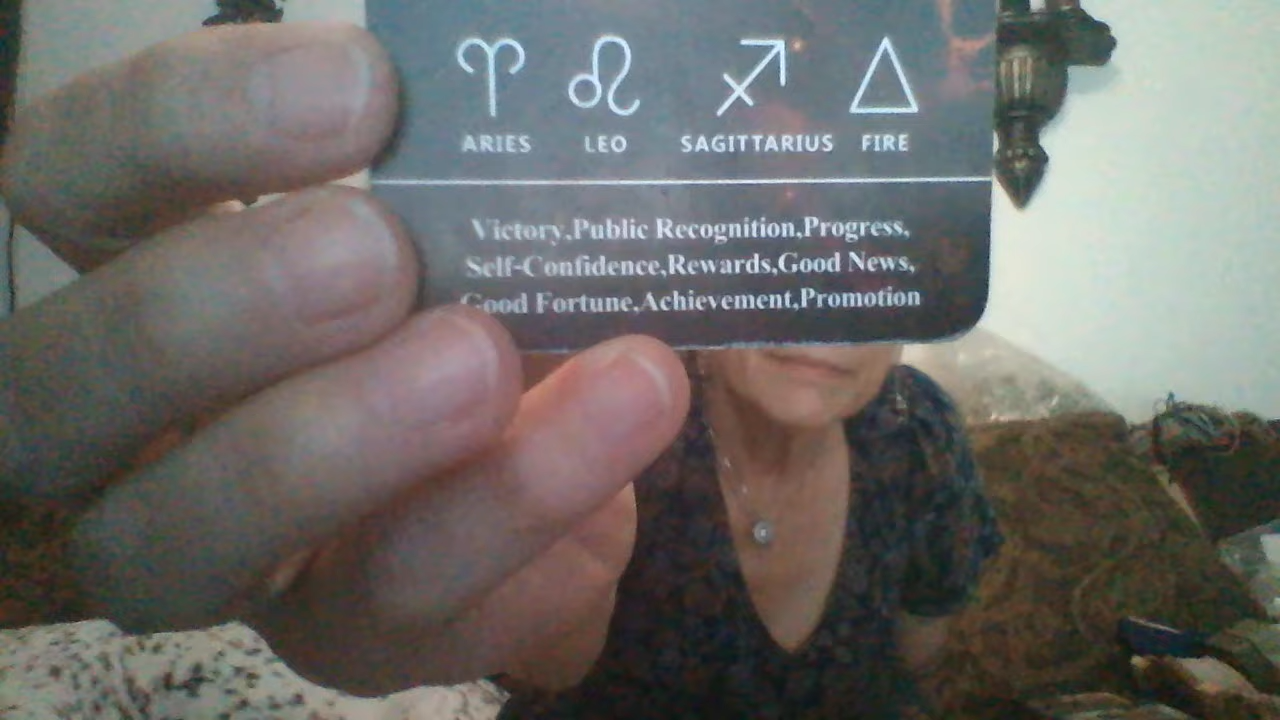 ARIES LEO SAGITTARIUS FIRE
Victory,Public Recognition,Progress,
Self-Confidence,Rewards,Good News,
Good Fortune,Achievement,Promotion